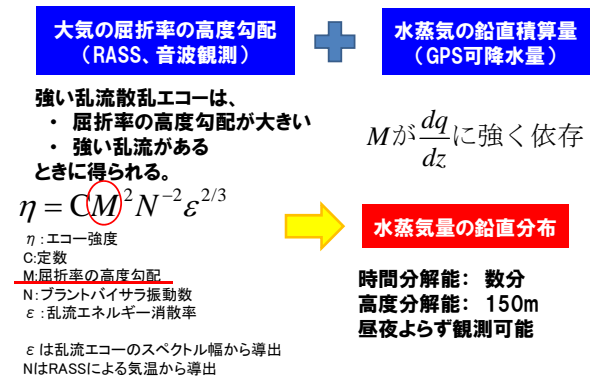 大気の屈折率の高度勾配
（RASS、音波観測）
水蒸気の鉛直積算量
（GPS可降水量）
強い乱流散乱エコーは、
・ 屈折率の高度勾配が大きい
・ 強い乱流がある
ときに得られる。
η = CM²N⁻²ε^{2/3}
η：エコー強度
C:定数
M:屈折率の高度勾配
N：ブラントバイサラ振動数
ε：乱流エネルギー消散率
εは乱流エコーのスペクトル幅から導出
NはRASSによる気温から導出
Mが dq/dz に強く依存
水蒸気量の鉛直分布
時間分解能： 数分
高度分解能： 150m
昼夜よらず観測可能